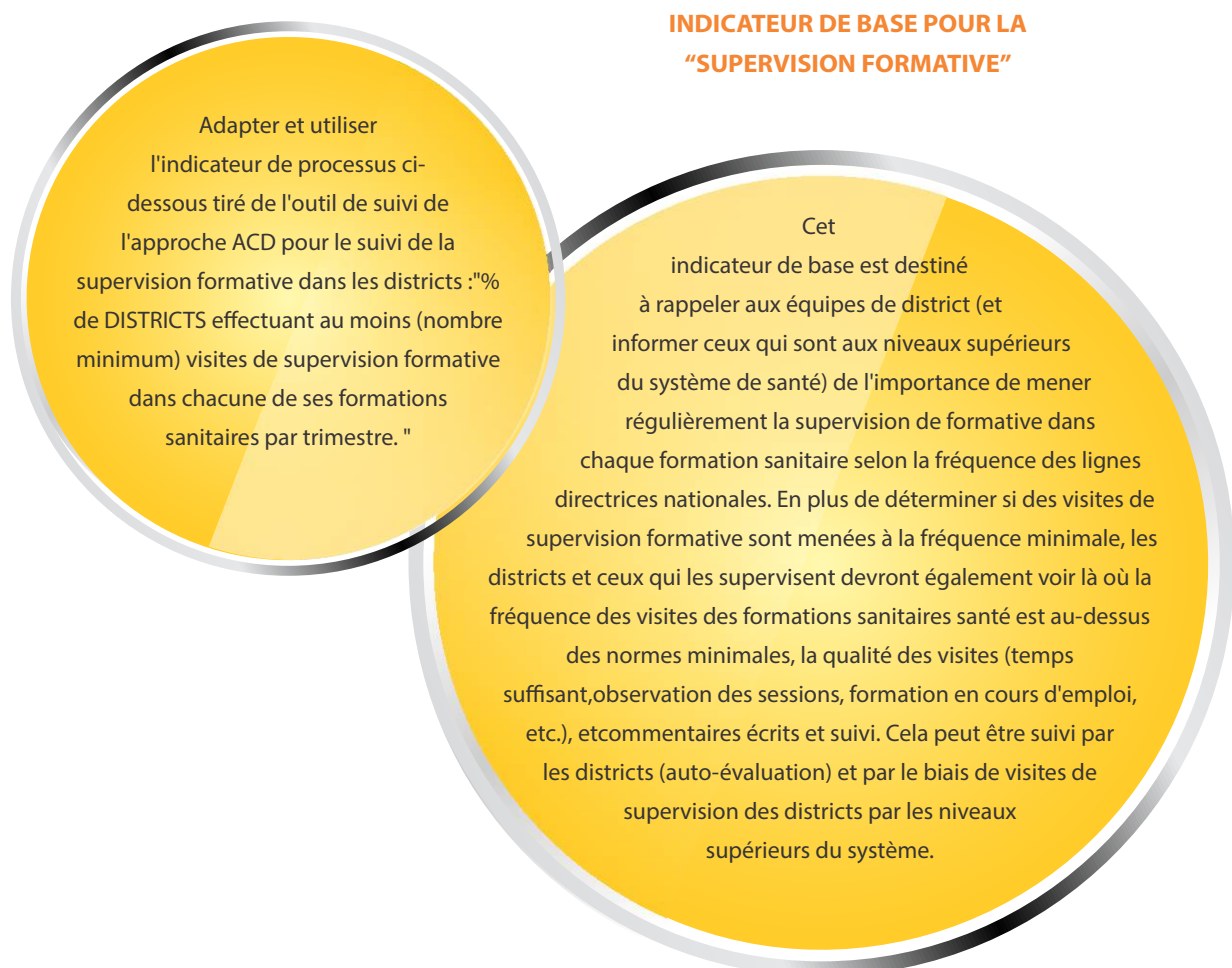 INDICATEUR DE BASE POUR LA
“SUPERVISION FORMATIVE”
Adapter et utiliser
l'indicateur de processus ci-
dessous tiré de l'outil de suivi de
l'approche ACD pour le suivi de la
supervision formative dans les districts :"%
de DISTRICTS effectuant au moins (nombre
minimum) visites de supervision formative
dans chacune de ses formations
sanitaires par trimestre. "
Cet
indicateur de base est destiné
à rappeler aux équipes de district (et
informer ceux qui sont aux niveaux supérieurs
du système de santé) de l'importance de mener
régulièrement la supervision de formative dans
chaque formation sanitaire selon la fréquence des lignes
directrices nationales. En plus de déterminer si des visites de
supervision formative sont menées à la fréquence minimale, les
districts et ceux qui les supervisent devront également voir là où la
fréquence des visites des formations sanitaires santé est au-dessus
des normes minimales, la qualité des visites (temps
suffisant,observation des sessions, formation en cours d'emploi,
etc.), etcommentaires écrits et suivi. Cela peut être suivi par
les districts (auto-évaluation) et par le biais de visites de
supervision des districts par les niveaux
supérieurs du système.